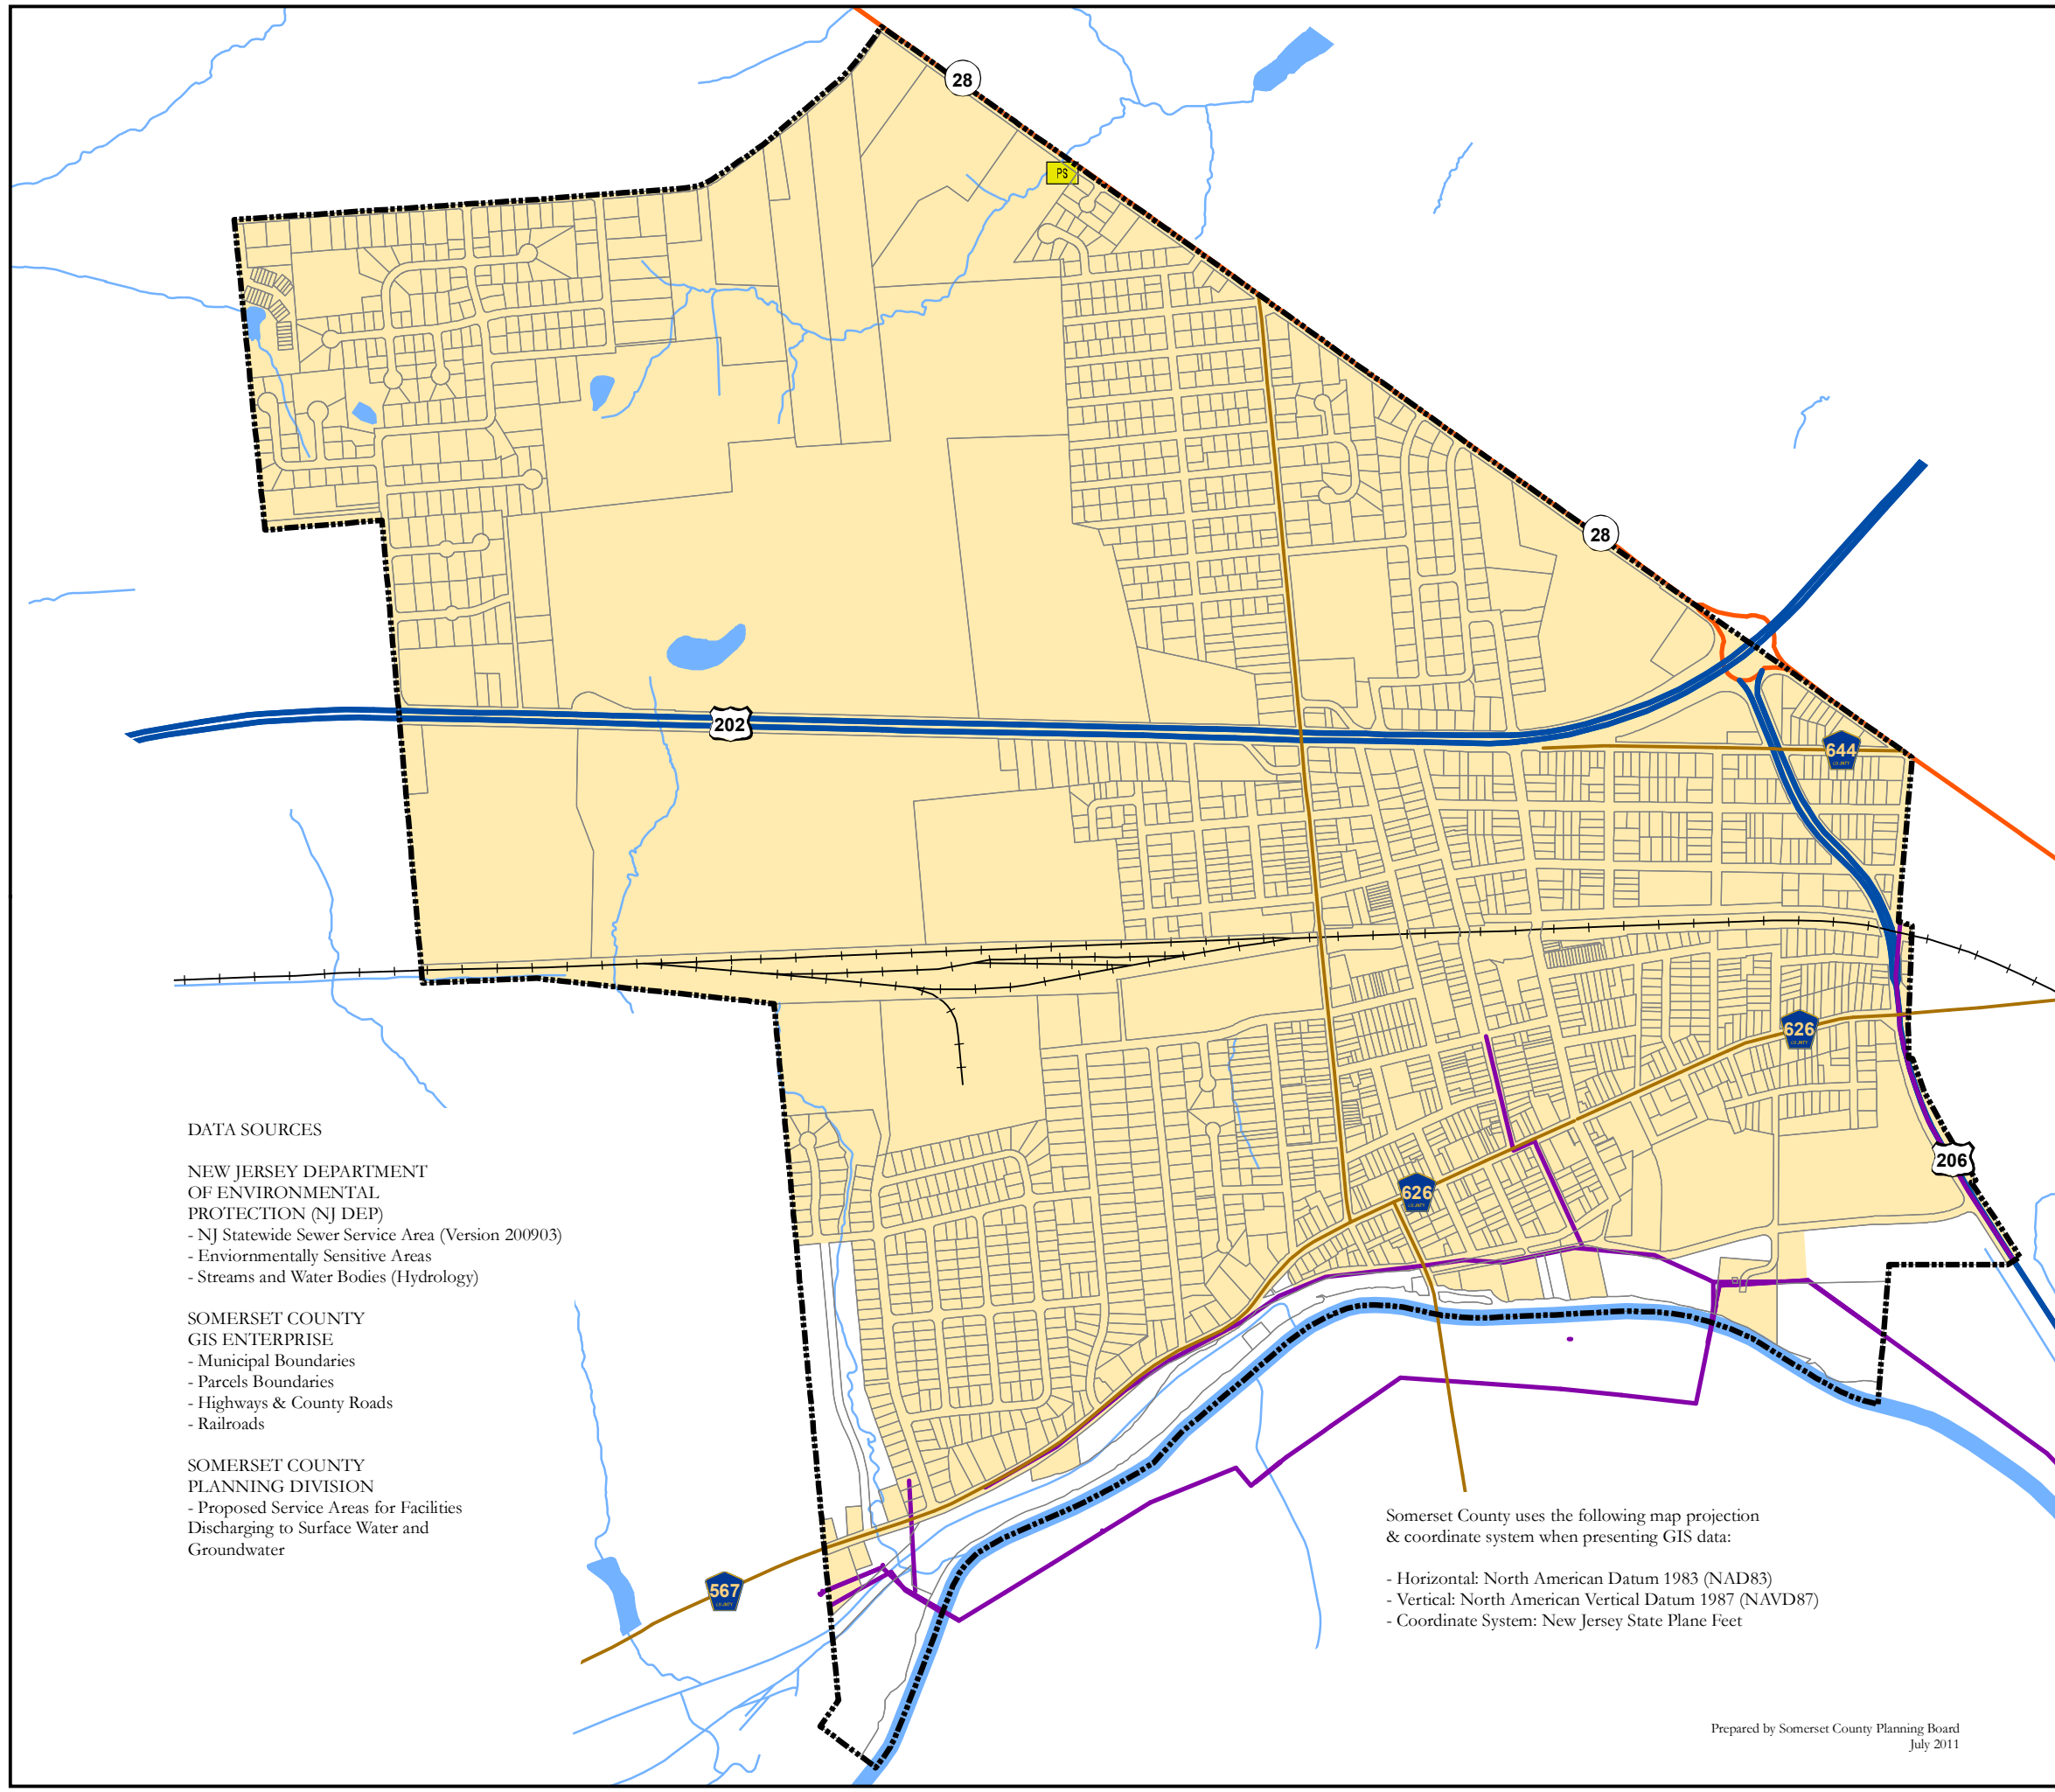 28
PS
28
202
644
COUNTY
626
COUNTY
206
626
COUNTY
567
COUNTY
DATA SOURCES
NEW JERSEY DEPARTMENT
OF ENVIRONMENTAL
PROTECTION (NJ DEP)
- NJ Statewide Sewer Service Area (Version 200903)
- Enviornmentally Sensitive Areas
- Streams and Water Bodies (Hydrology)
SOMERSET COUNTY
GIS ENTERPRISE
- Municipal Boundaries
- Parcels Boundaries
- Highways & County Roads
- Railroads
SOMERSET COUNTY
PLANNING DIVISION
- Proposed Service Areas for Facilities
Discharging to Surface Water and
Groundwater
Somerset County uses the following map projection
& coordinate system when presenting GIS data:
- Horizontal: North American Datum 1983 (NAD83)
- Vertical: North American Vertical Datum 1987 (NAVD87)
- Coordinate System: New Jersey State Plane Feet
Prepared by Somerset County Planning Board
July 2011